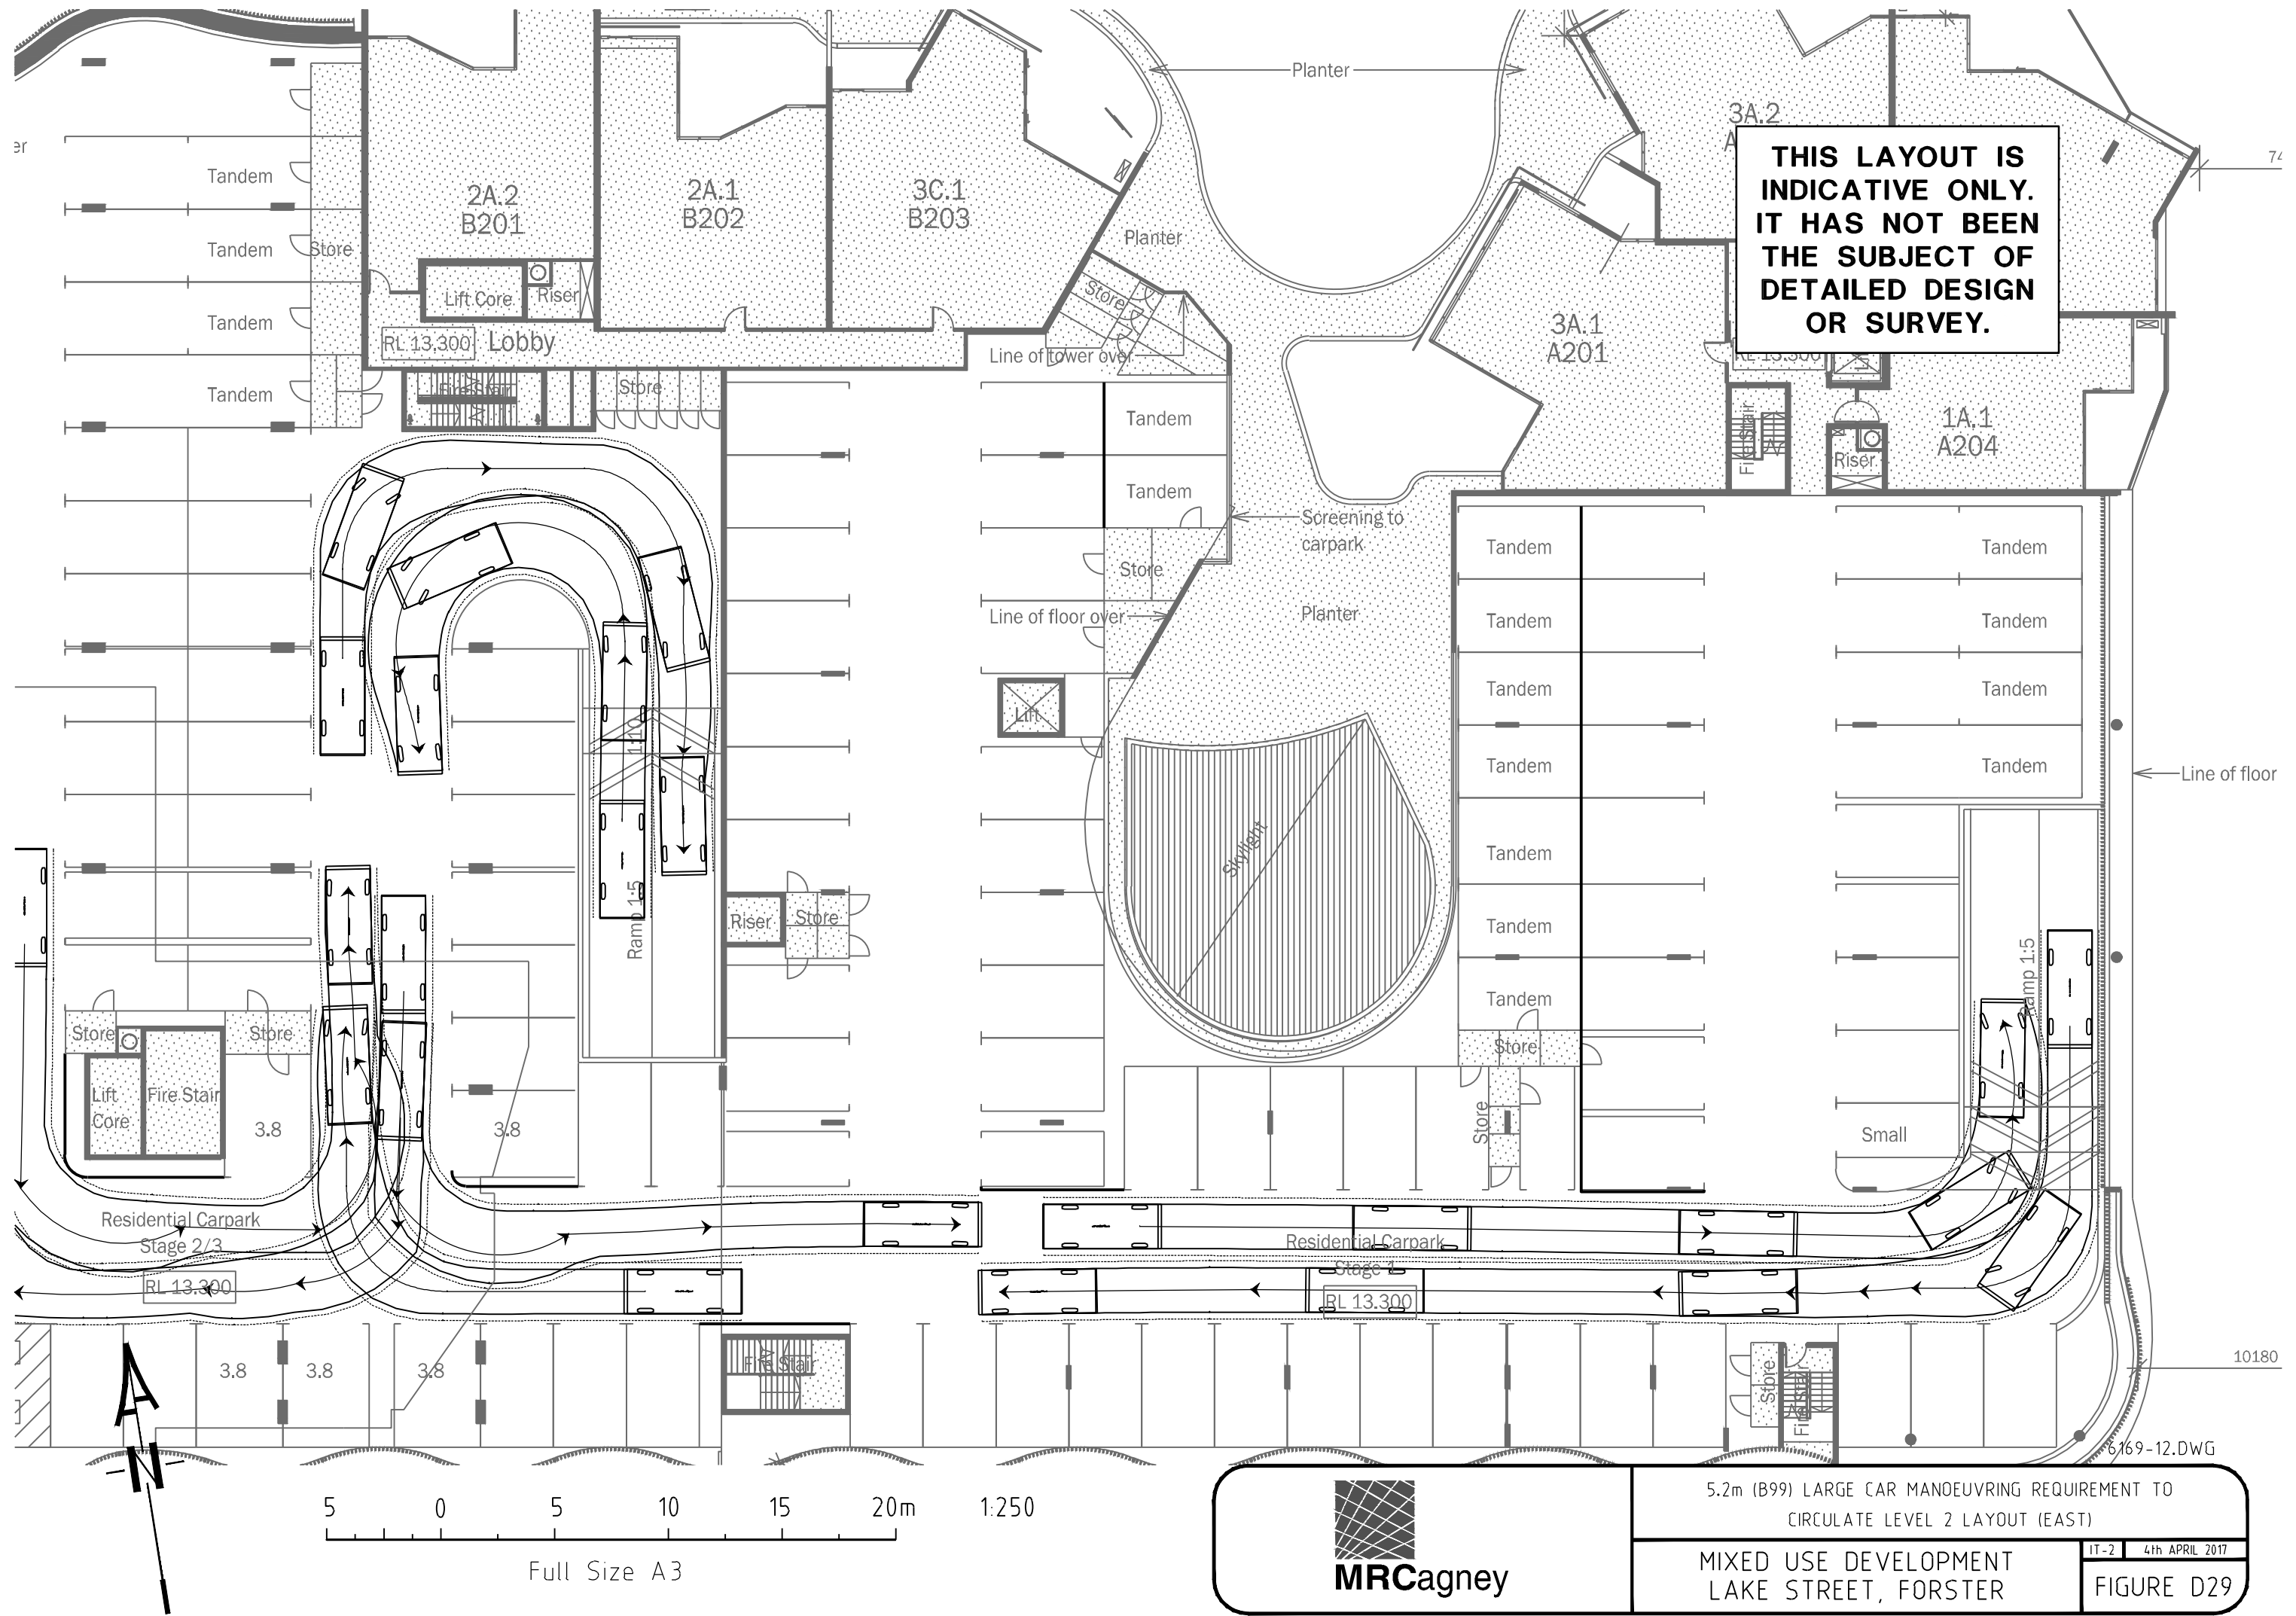 Planter
3A.2
THIS LAYOUT IS
INDICATIVE ONLY.
IT HAS NOT BEEN
THE SUBJECT OF
DETAILED DESIGN
OR SURVEY.
er
Tandem
2A.2
B201
2A.1
B202
3C.1
B203
Planter
Tandem
Store
Lift Core
Riser
Store
Tandem
RL 13.300
Lobby
Line of tower over
3A.1
A201
RL 13.300
Tandem
Fire Stair
Store
Tandem
Tandem
Fire Stair
1A.1
A204
Riser
Screening to
carpark
Store
Line of floor over
Planter
Lift
Tandem
Tandem
Tandem
Tandem
Tandem
Tandem
Tandem
Tandem
Tandem
Tandem
Tandem
Line of floor
1:10
Ramp 1:5
Riser
Store
Skylight
Ramp 1:5
Store
Store
Lift
Core
Fire Stair
3.8
3.8
Store
Store
Small
Residential Carpark
Stage 2/3
RL 13.300
Residential Carpark
Stage 1
RL 13.300
3.8
3.8
3.8
Fire Stair
Store
Fire Stair
10180
N
6169-12.DWG
5 0 5 10 15 20m 1:250
Full Size A3
MRCagney
5.2m (B99) LARGE CAR MANOEUVRING REQUIREMENT TO
CIRCULATE LEVEL 2 LAYOUT (EAST)
MIXED USE DEVELOPMENT
LAKE STREET, FORSTER
IT-2 4th APRIL 2017
FIGURE D29